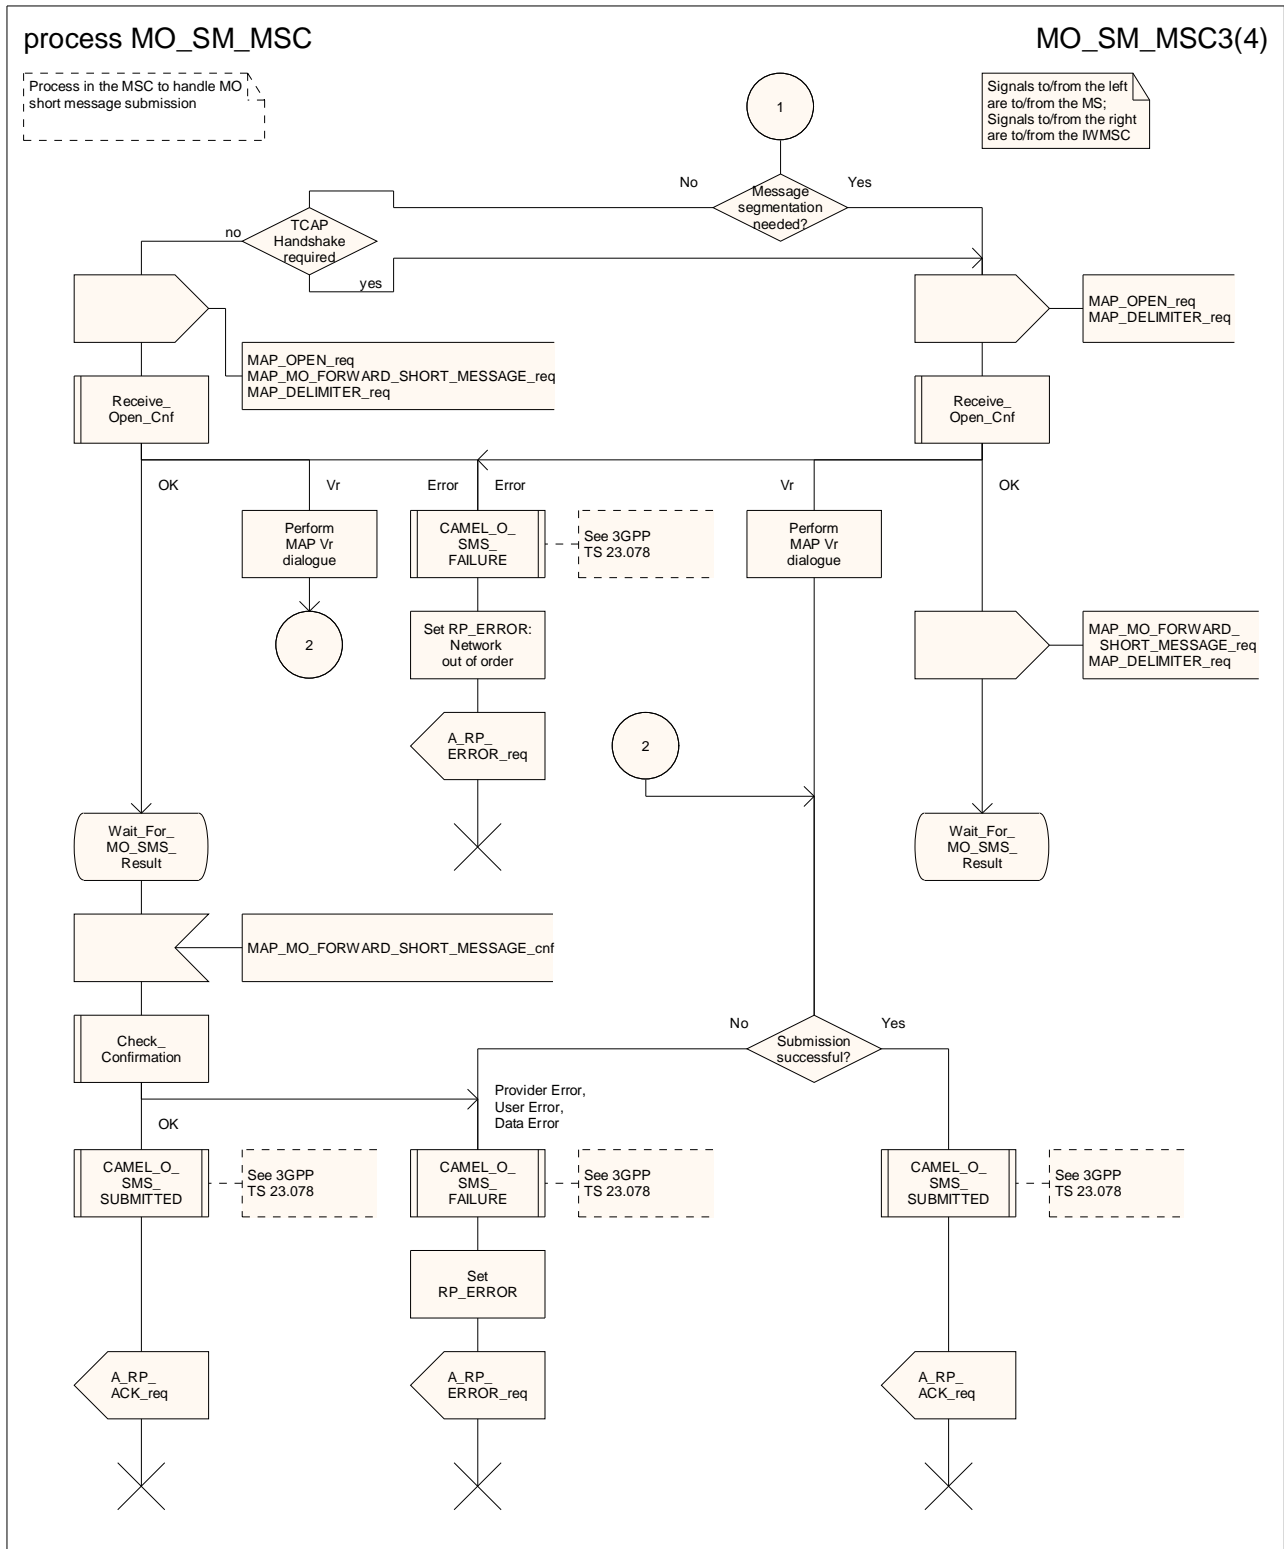 process MO_SM_MSC
MO_SM_MSC3(4)
Process in the MSC to handle MO
short message submission
1
Signals to/from the left
are to/from the MS;
Signals to/from the right
are to/from the IWMSC
No
Message
segmentation
needed?
Yes
no
TCAP
Handshake
required
yes
MAP_OPEN_req
MAP_DELIMITER_req
MAP_OPEN_req
MAP_MO_FORWARD_SHORT_MESSAGE_req
MAP_DELIMITER_req
Receive_
Open_Cnf
Receive_
Open_Cnf
OK
Vr
Error
Error
Vr
OK
Perform
MAP Vr
dialogue
CAMEL_O_
SMS_
FAILURE
See 3GPP
TS 23.078
Perform
MAP Vr
dialogue
2
Set RP_ERROR:
Network
out of order
MAP_MO_FORWARD_
SHORT_MESSAGE_req
MAP_DELIMITER_req
A_RP_
ERROR_req
2
Wait_For_
MO_SMS_
Result
Wait_For_
MO_SMS_
Result
MAP_MO_FORWARD_SHORT_MESSAGE_cnf
Check_
Confirmation
No
Submission
successful?
Yes
Provider Error,
User Error,
Data Error
OK
CAMEL_O_
SMS_
SUBMITTED
See 3GPP
TS 23.078
CAMEL_O_
SMS_
FAILURE
See 3GPP
TS 23.078
CAMEL_O_
SMS_
SUBMITTED
See 3GPP
TS 23.078
Set
RP_ERROR
A_RP_
ACK_req
A_RP_
ERROR_req
A_RP_
ACK_req